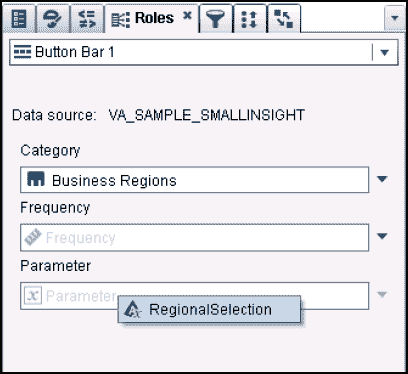 Roles
Button Bar 1
Data source: VA_SAMPLE_SMALLINSIGHT
Category
Business Regions
Frequency
Frequency
Parameter
Parameter
RegionalSelection